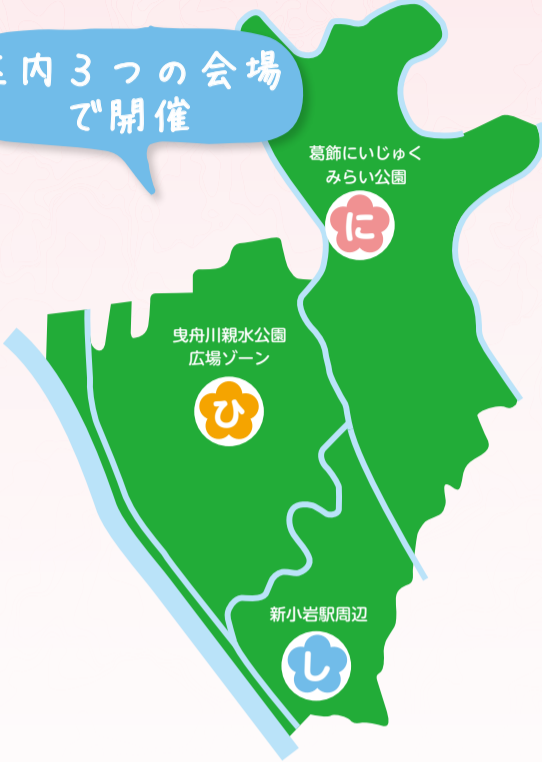 内3つの会場
で開催
葛飾にいじゅく
みらい公園
に
曳舟川親水公園
広場ゾーン
ひ
新小岩駅周辺
し